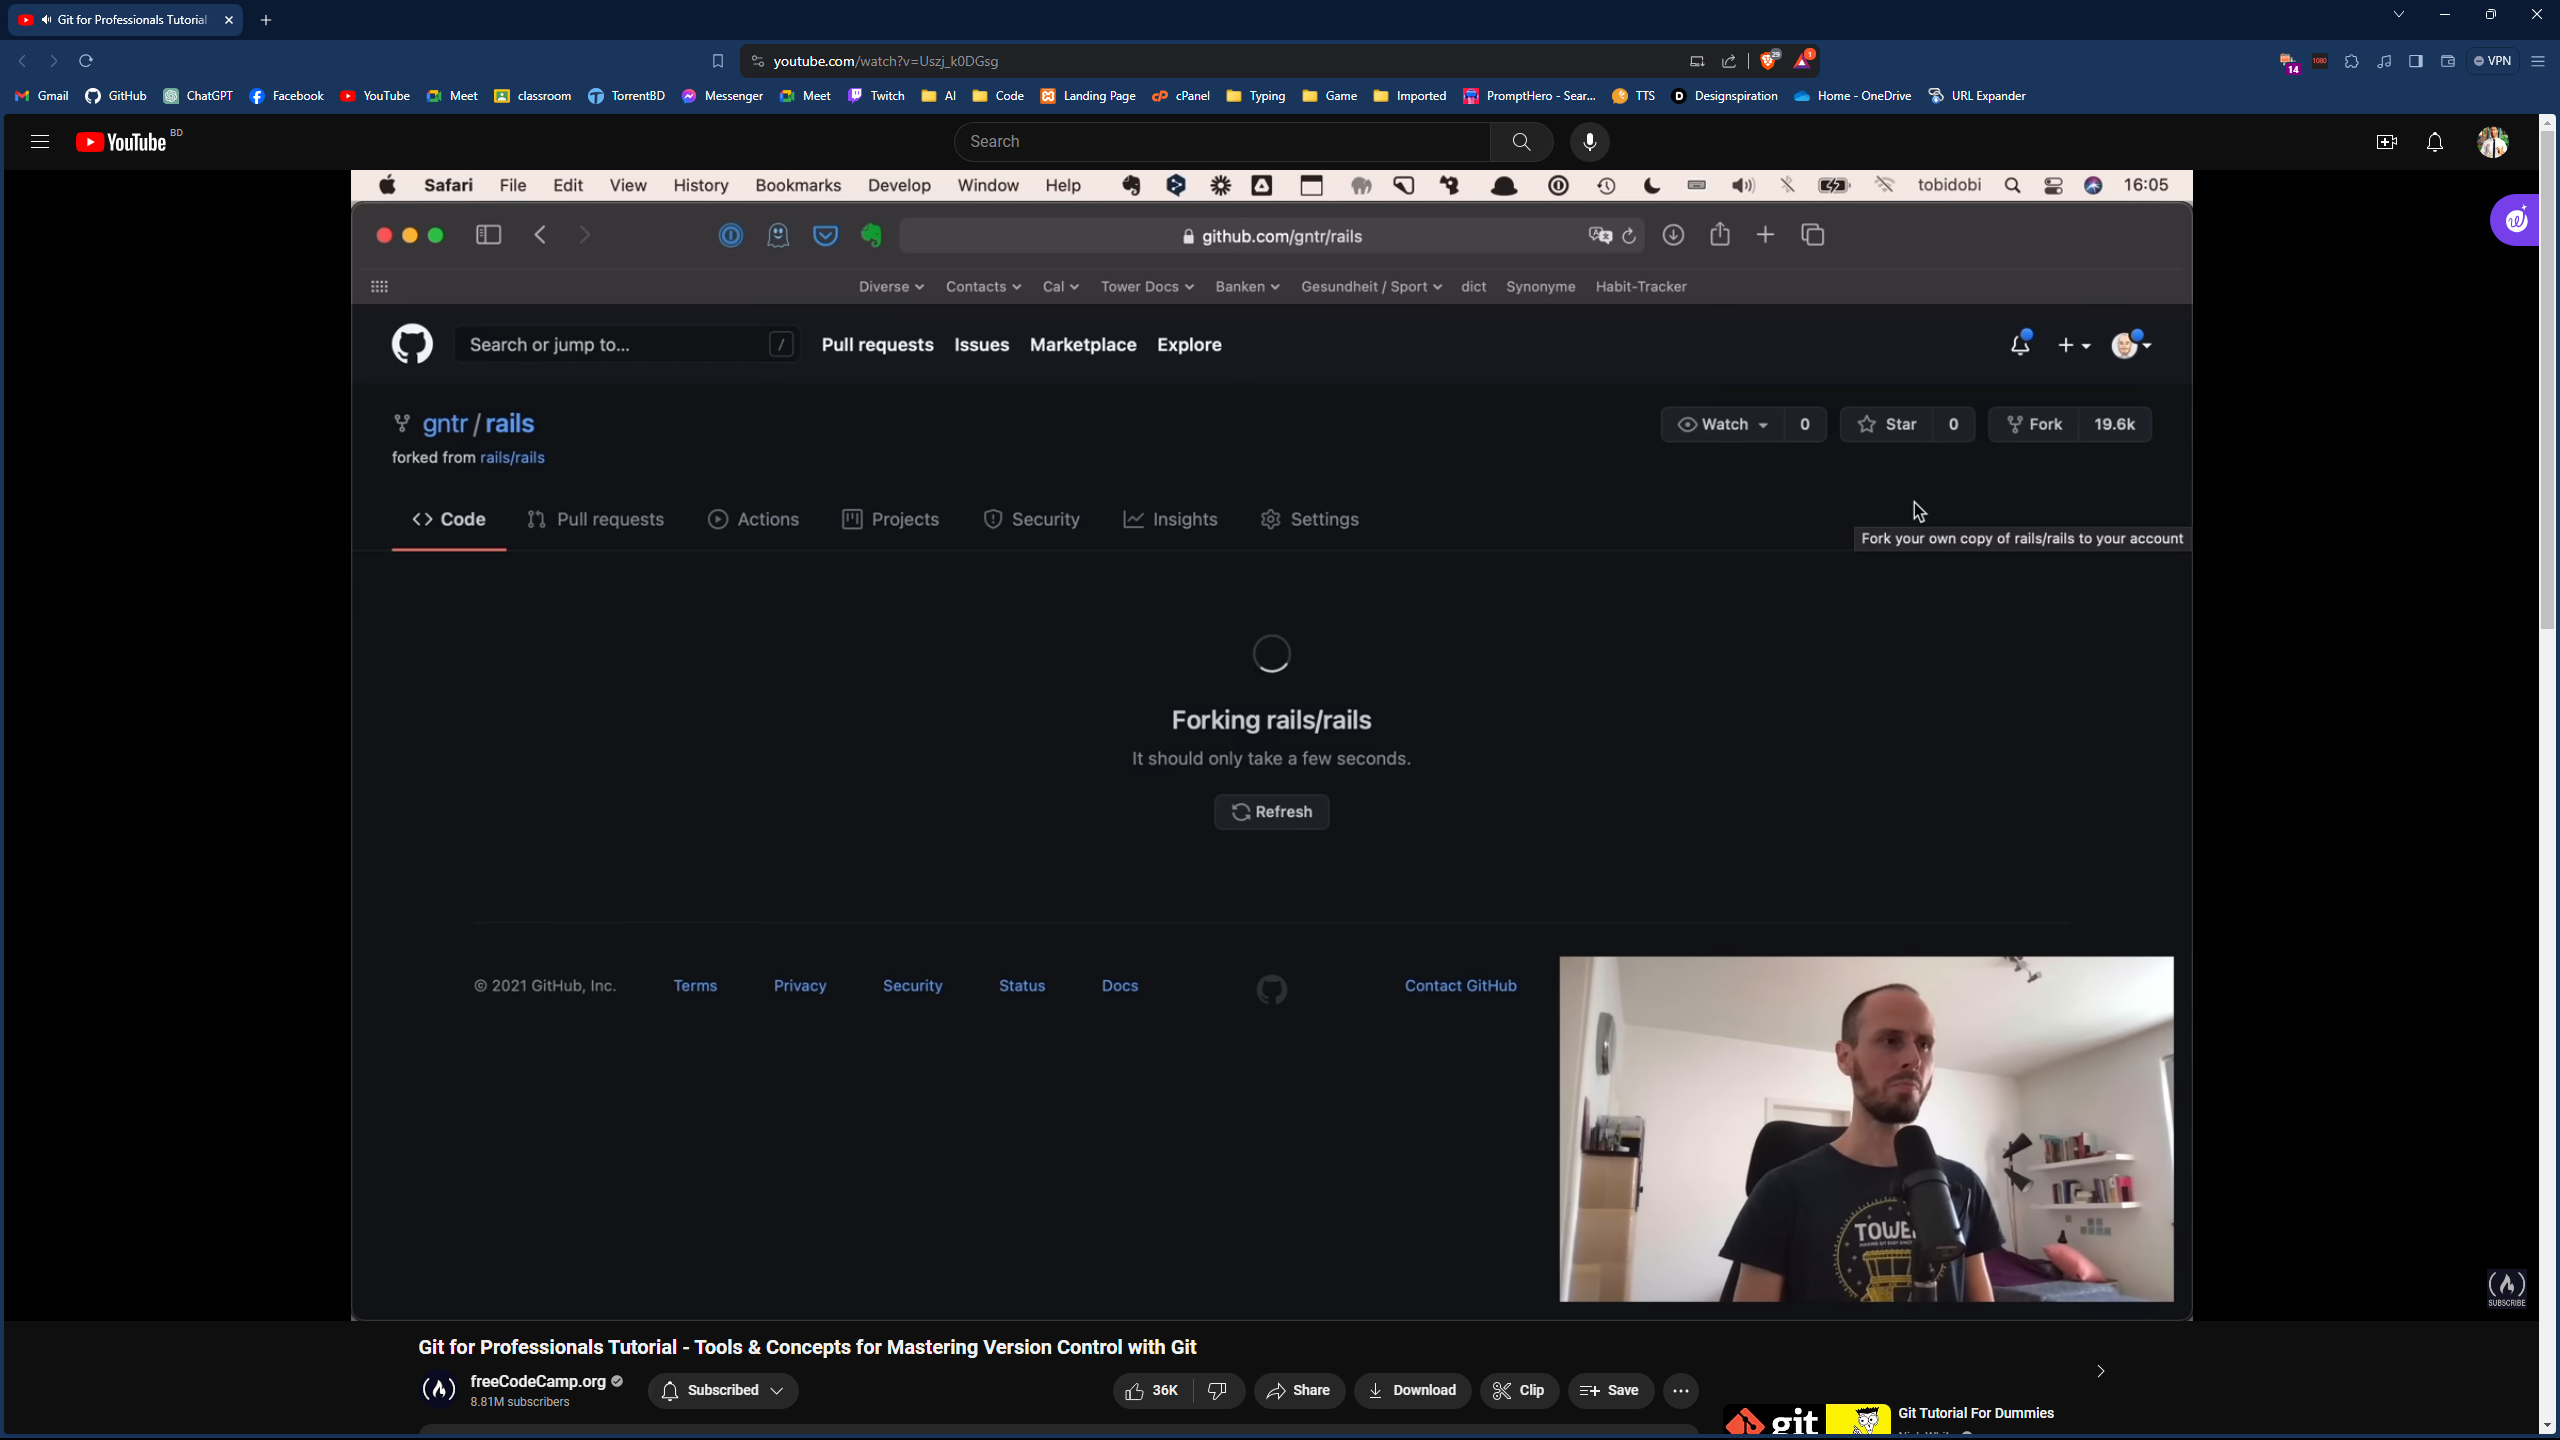 Git for Professionals Tutorial
youtube.com/watch?v=Uszj_k0DGsg
29
1
14
1080
VPN
Gmail GitHub ChatGPT Facebook YouTube Meet classroom TorrentBD Messenger Meet Twitch AI Code Landing Page cPanel Typing Game Imported PromptHero - Sear... TTS Designspiration Home - OneDrive URL Expander
YouTube BD
Search
Safari File Edit View History Bookmarks Develop Window Help tobidobi 16:05
github.com/gntr/rails
Diverse Contacts Cal Tower Docs Banken Gesundheit / Sport dict Synonyme Habit-Tracker
Search or jump to... / Pull requests Issues Marketplace Explore
gntr / rails
Watch 0 Star 0 Fork 19.6k
forked from rails/rails
Code Pull requests Actions Projects Security Insights Settings
Fork your own copy of rails/rails to your account
Forking rails/rails
It should only take a few seconds.
Refresh
© 2021 GitHub, Inc. Terms Privacy Security Status Docs Contact GitHub
SUBSCRIBE
Git for Professionals Tutorial - Tools & Concepts for Mastering Version Control with Git
freeCodeCamp.org
8.81M subscribers
Subscribed
36K Share Download Clip Save
git
Git Tutorial For Dummies